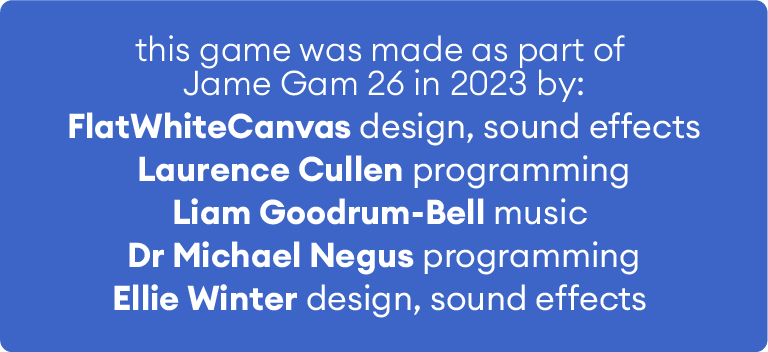 this game was made as part of
Jame Gam 26 in 2023 by:
FlatWhiteCanvas design, sound effects
Laurence Cullen programming
Liam Goodrum-Bell music
Dr Michael Negus programming
Ellie Winter design, sound effects